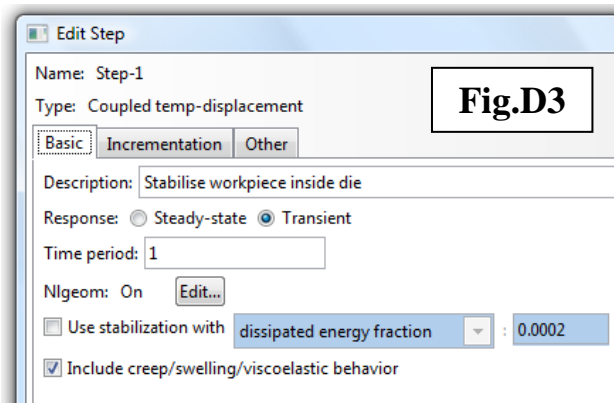 Edit Step
Name: Step-1
Fig.D3
Type: Coupled temp-displacement
Basic Incrementation Other
Description: Stabilise workpiece inside die
Response: Steady-state Transient
Time period: 1
Nlgeom: On Edit...
Use stabilization with dissipated energy fraction : 0.0002
Include creep/swelling/viscoelastic behavior